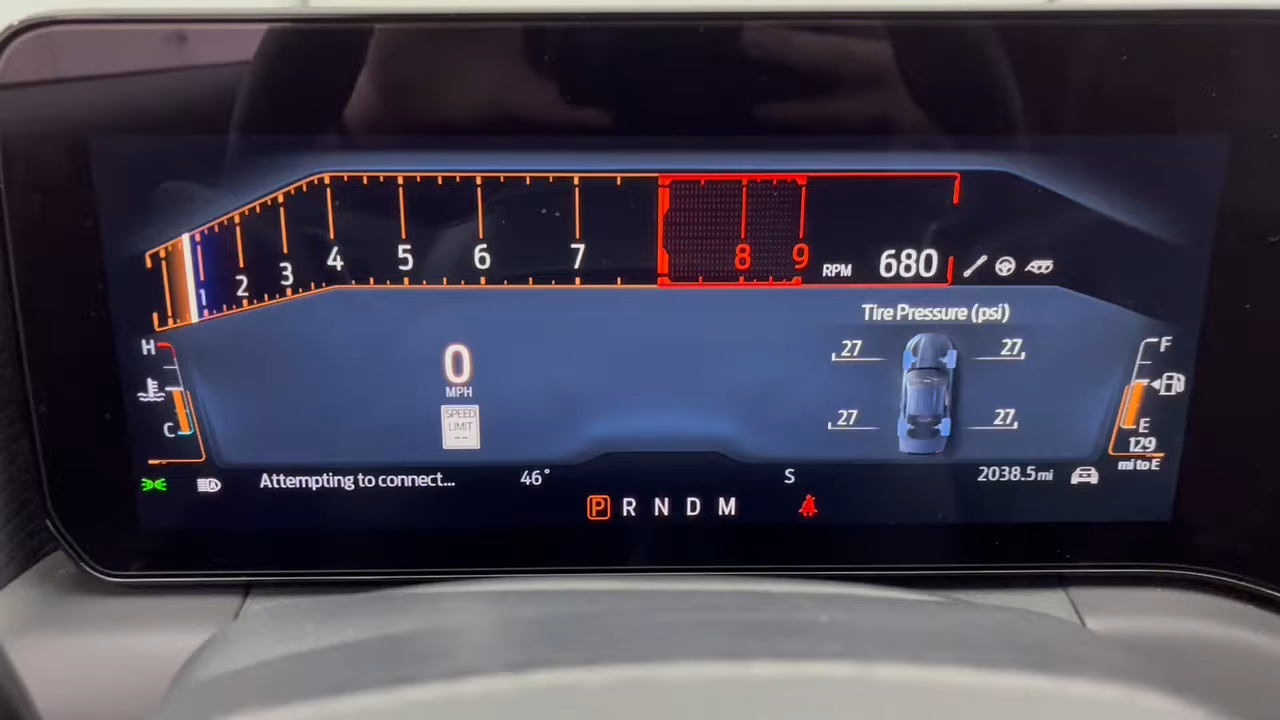 1 2 3 4 5 6 7 8 9
RPM 680
Tire Pressure (psi)
27 27
27 27
H
C
0
MPH
SPEED
LIMIT
--
F
E
129
mi to E
A
Attempting to connect... 46° S 2038.5 mi
P R N D M